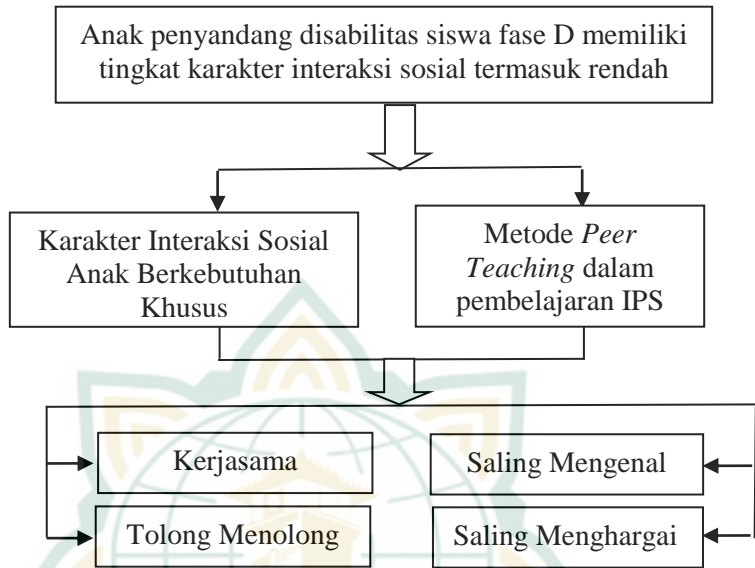 Anak penyandang disabilitas siswa fase D memiliki
tingkat karakter interaksi sosial termasuk rendah
Karakter Interaksi Sosial
Anak Berkebutuhan
Khusus
Metode Peer
Teaching dalam
pembelajaran IPS
Kerjasama
Saling Mengenal
Tolong Menolong
Saling Menghargai